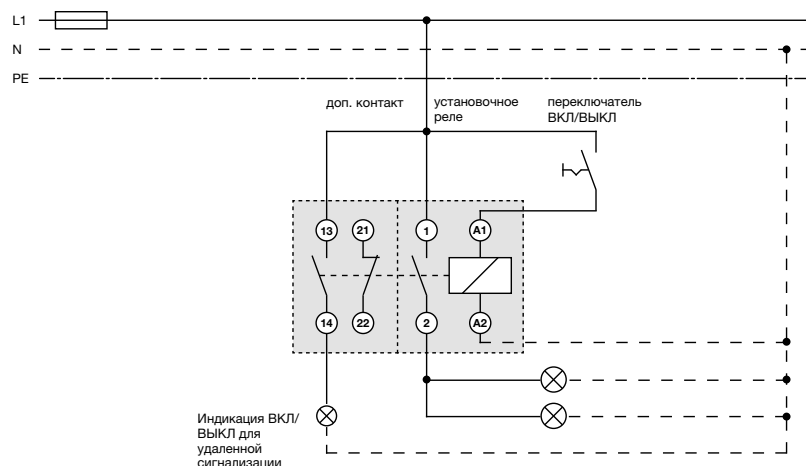 L1
N
PE
доп. контакт
установочное
реле
переключатель
ВКЛ/ВЫКЛ
13
21
1
A1
14
22
2
A2
Индикация ВКЛ/
ВЫКЛ для
удаленной
сигнализации